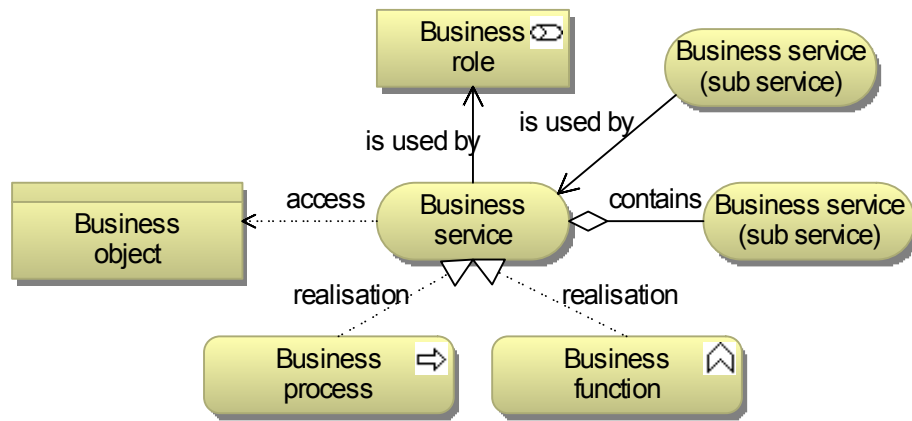 Business
role
Business service
(sub service)
is used by
is used by
access
Business
object
Business
service
contains
Business service
(sub service)
realisation
realisation
Business
process
Business
function